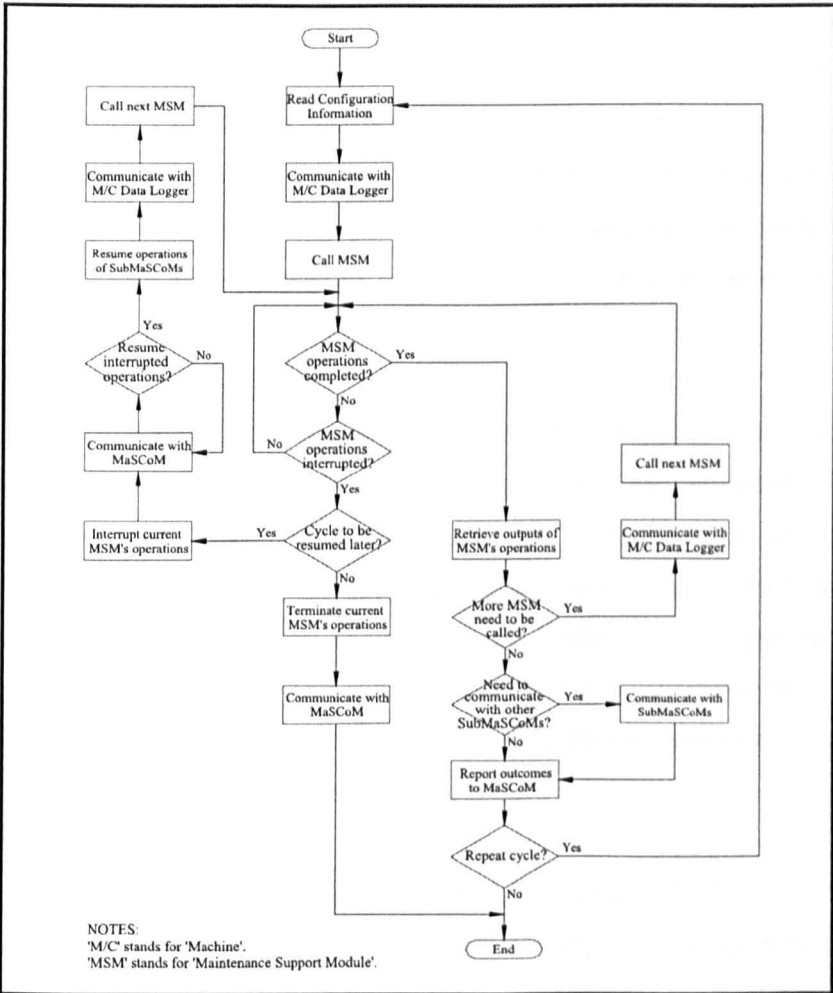 Start
Read Configuration
Information
Communicate with
M/C Data Logger
Call MSM
MSM
operations
completed?
Yes
No
MSM
operations
interrupted?
No
Yes
Cycle to be
resumed later?
Yes
No
Terminate current
MSM's operations
Communicate with
MaSCoM
Interrupt current
MSM's operations
Communicate with
MaSCoM
Resume
interrupted
operations?
No
Yes
Resume operations
of SubMaSCoMs
Communicate with
M/C Data Logger
Call next MSM
Retrieve outputs of
MSM's operations
More MSM
need to be
called?
Yes
No
Communicate with
M/C Data Logger
Call next MSM
Need to
communicate
with other
SubMaSCoMs?
Yes
No
Communicate with
SubMaSCoMs
Report outcomes
to MaSCoM
Repeat cycle?
Yes
No
End
NOTES:
'M/C' stands for 'Machine'.
'MSM' stands for 'Maintenance Support Module'.